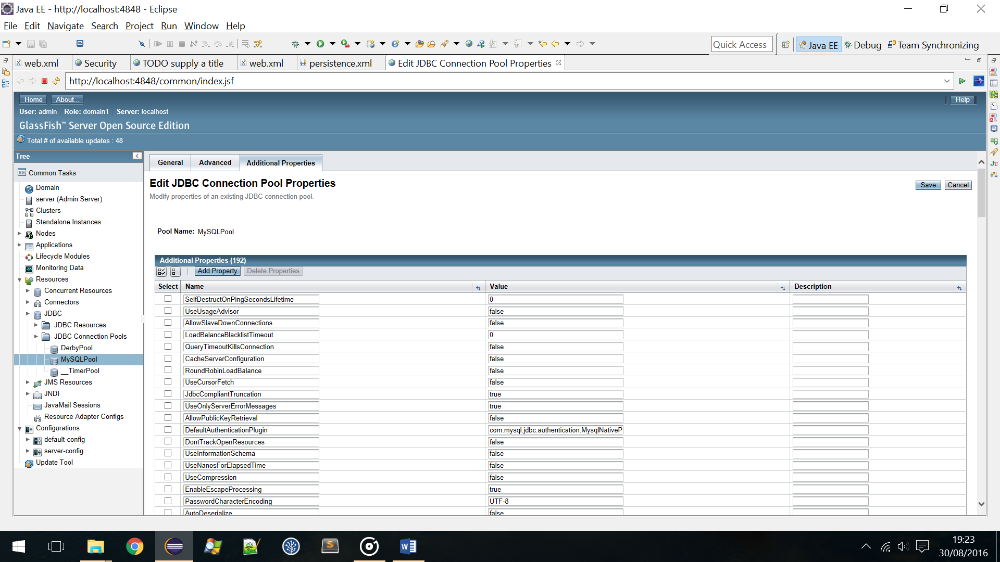 Java EE - http://localhost:4848 - Eclipse
File Edit Navigate Search Project Run Window Help
Quick Access
Java EE Debug Team Synchronizing
web.xml Security TODO supply a title web.xml persistence.xml Edit JDBC Connection Pool Properties
http://localhost:4848/common/index.jsf
Home About... Help
User: admin Role: domain1 Server: localhost
GlassFish™ Server Open Source Edition
Total # of available updates : 48
Tree
Common Tasks
Domain
server (Admin Server)
Clusters
Standalone Instances
Nodes
Applications
Lifecycle Modules
Monitoring Data
Resources
Concurrent Resources
Connectors
JDBC
JDBC Resources
JDBC Connection Pools
DerbyPool
MySQLPool
__TimerPool
JMS Resources
JNDI
JavaMail Sessions
Resource Adapter Configs
Configurations
default-config
server-config
Update Tool
General Advanced Additional Properties
Edit JDBC Connection Pool Properties
Save Cancel
Modify properties of an existing JDBC connection pool.
Pool Name: MySQLPool
Additional Properties (192)
Add Property Delete Properties
Select Name Value Description
SelfDestructOnPingSecondsLifetime 0
UseUsageAdvisor false
AllowSlaveDownConnections false
LoadBalanceBlacklistTimeout 0
QueryTimeoutKillsConnection false
CacheServerConfiguration false
RoundRobinLoadBalance false
UseCursorFetch false
JdbcCompliantTruncation true
UseOnlyServerErrorMessages true
AllowPublicKeyRetrieval false
DefaultAuthenticationPlugin com.mysql.jdbc.authentication.MysqlNativeP
DontTrackOpenResources false
UseInformationSchema false
UseNanosForElapsedTime false
UseCompression false
EnableEscapeProcessing true
PasswordCharacterEncoding UTF-8
AutoDeserialize false
19:23
30/08/2016